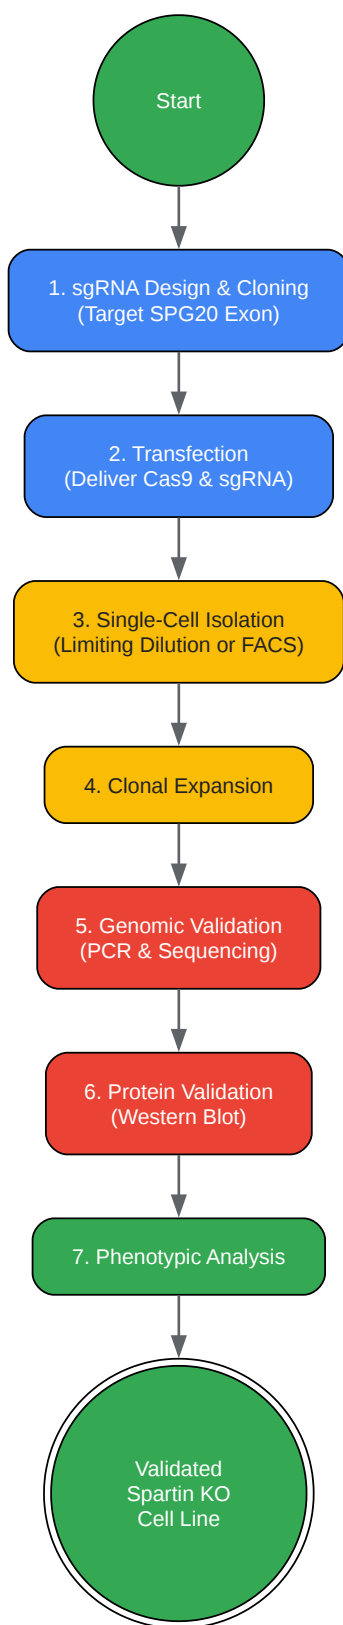 Start
1. sgRNA Design & Cloning
(Target SPG20 Exon)
2. Transfection
(Deliver Cas9 & sgRNA)
3. Single-Cell Isolation
(Limiting Dilution or FACS)
4. Clonal Expansion
5. Genomic Validation
(PCR & Sequencing)
6. Protein Validation
(Western Blot)
7. Phenotypic Analysis
Validated
Spartin KO
Cell Line